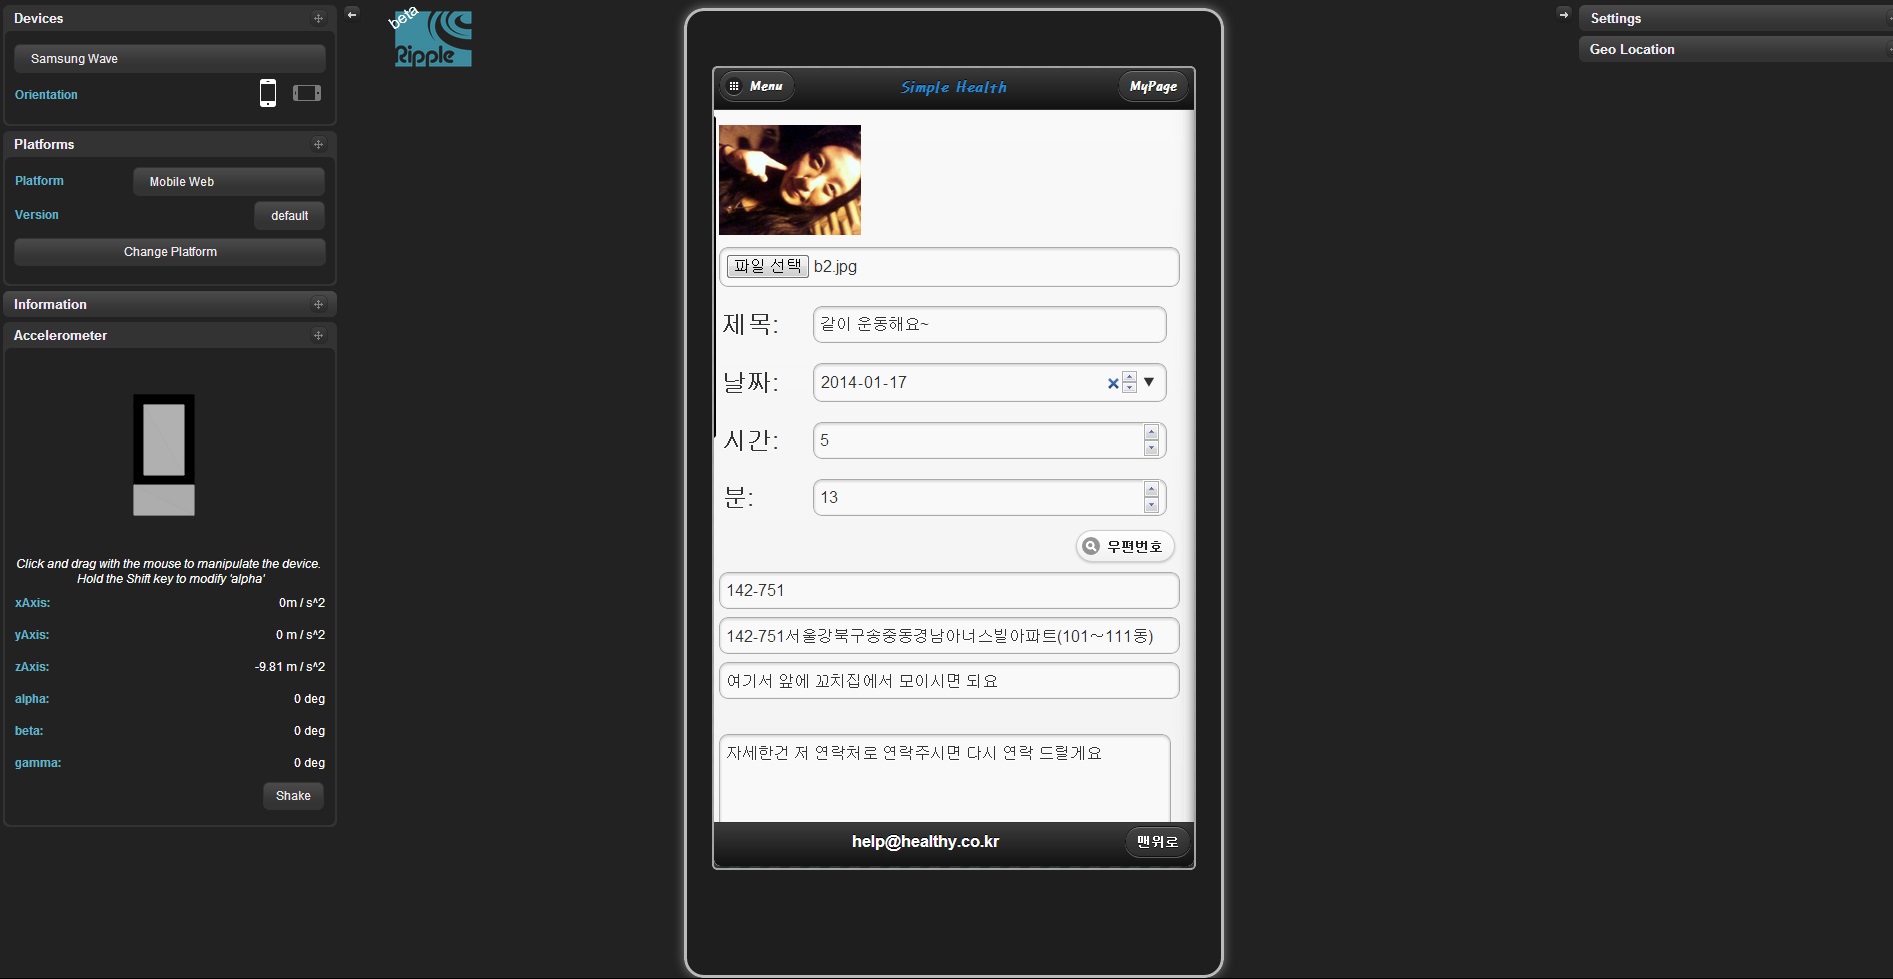 Devices
Samsung Wave
Orientation
Platforms
Platform Mobile Web
Version default
Change Platform
Information
Accelerometer
Click and drag with the mouse to manipulate the device.
Hold the Shift key to modify 'alpha'
xAxis: 0m / s^2
yAxis: 0 m / s^2
zAxis: -9.81 m / s^2
alpha: 0 deg
beta: 0 deg
gamma: 0 deg
Shake
beta
Ripple
Menu Simple Health MyPage
파일 선택 b2.jpg
제목: 같이 운동해요~
날짜: 2014-01-17
시간: 5
분: 13
우편번호
142-751
142-751서울강북구송중동경남아너스빌아파트(101～111동)
여기서 앞에 꼬치집에서 모이시면 되요
자세한건 저 연락처로 연락주시면 다시 연락 드럴게요
help@healthy.co.kr 맨위로
Settings
Geo Location